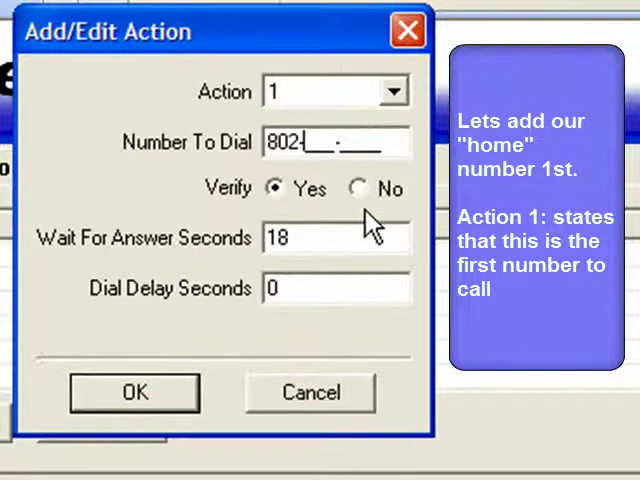 Add/Edit Action
Action 1
Number To Dial 802-___-____
Verify Yes No
Wait For Answer Seconds 18
Dial Delay Seconds 0
OK Cancel
Lets add our
"home"
number 1st.
Action 1: states
that this is the
first number to
call